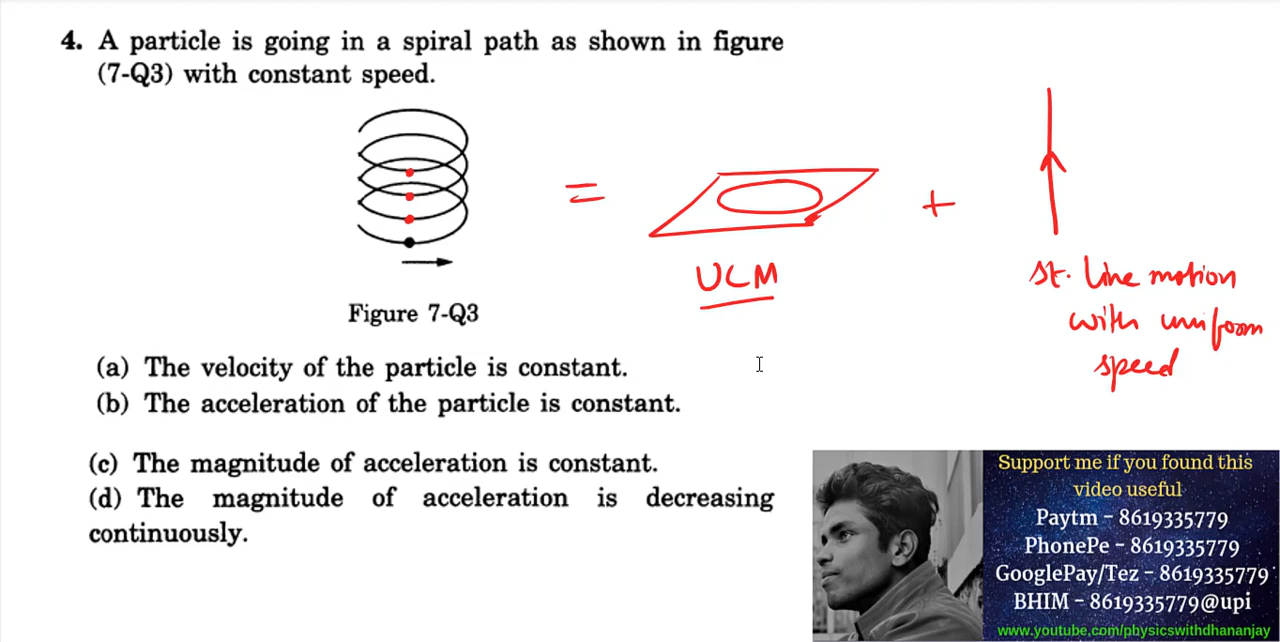 4. A particle is going in a spiral path as shown in figure
(7-Q3) with constant speed.
=
+
UCM
St. line motion
with uniform
speed
Figure 7-Q3
(a) The velocity of the particle is constant.
(b) The acceleration of the particle is constant.
(c) The magnitude of acceleration is constant.
(d) The magnitude of acceleration is decreasing
continuously.
Support me if you found this
video useful
Paytm - 8619335779
PhonePe - 8619335779
GooglePay/Tez - 8619335779
BHIM - 8619335779@upi
www.youtube.com/physicswithdhananjay